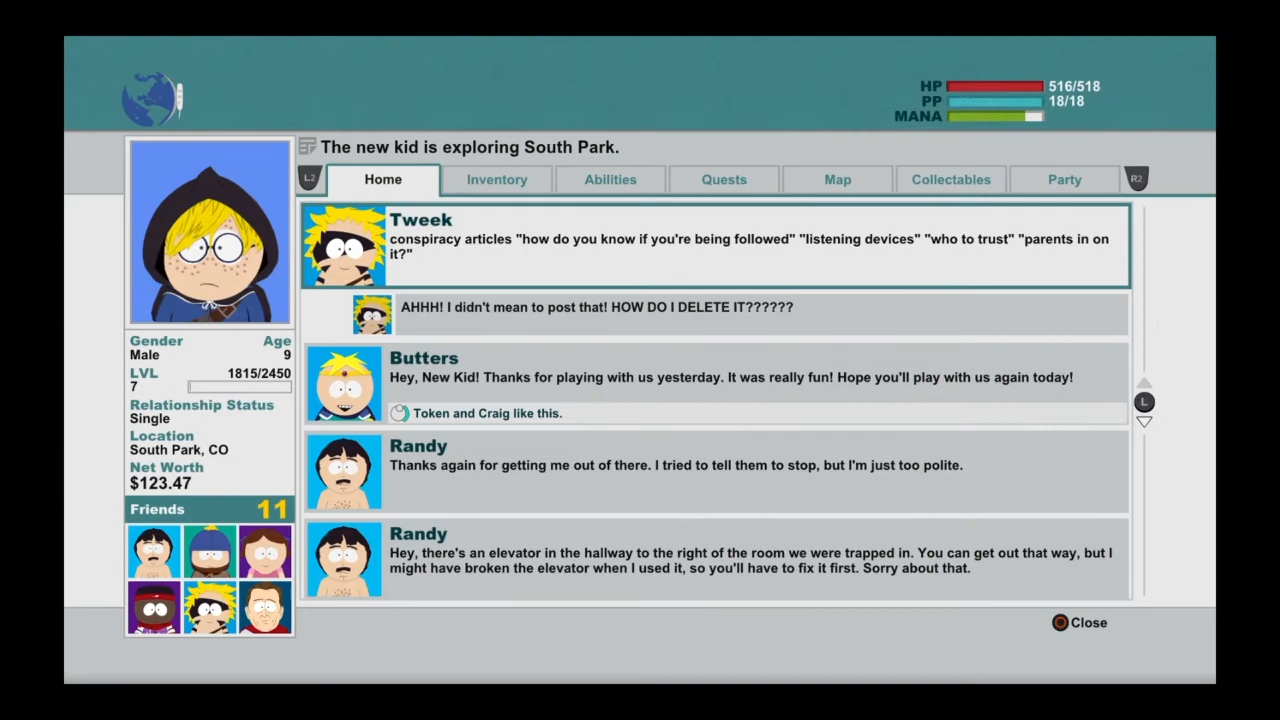 HP 516/518
PP 18/18
MANA
The new kid is exploring South Park.
L2 Home Inventory Abilities Quests Map Collectables Party R2
Tweek
conspiracy articles "how do you know if you're being followed" "listening devices" "who to trust" "parents in on
it?"
AHHH! I didn't mean to post that! HOW DO I DELETE IT??????
Butters
Hey, New Kid! Thanks for playing with us yesterday. It was really fun! Hope you'll play with us again today!
Token and Craig like this.
Randy
Thanks again for getting me out of there. I tried to tell them to stop, but I'm just too polite.
Randy
Hey, there's an elevator in the hallway to the right of the room we were trapped in. You can get out that way, but I
might have broken the elevator when I used it, so you'll have to fix it first. Sorry about that.
Gender Age
Male 9
LVL 1815/2450
7
Relationship Status
Single
Location
South Park, CO
Net Worth
$123.47
Friends 11
L
Close